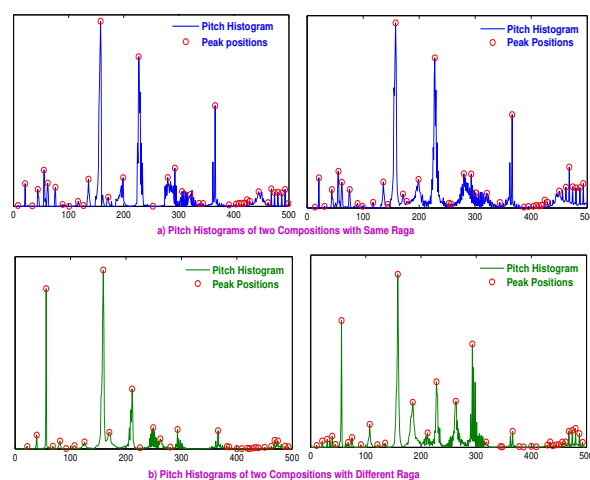 Pitch Histogram
Peak positions
0 100 200 300 400 500
Pitch Histogram
Peak Positions
0 100 200 300 400 500
a) Pitch Histograms of two Compositions with Same Raga
Pitch Histogram
Peak Positions
0 100 200 300 400 500
Pitch Histogram
Peak Positions
0 100 200 300 400 500
b) Pitch Histograms of two Compositions with Different Raga